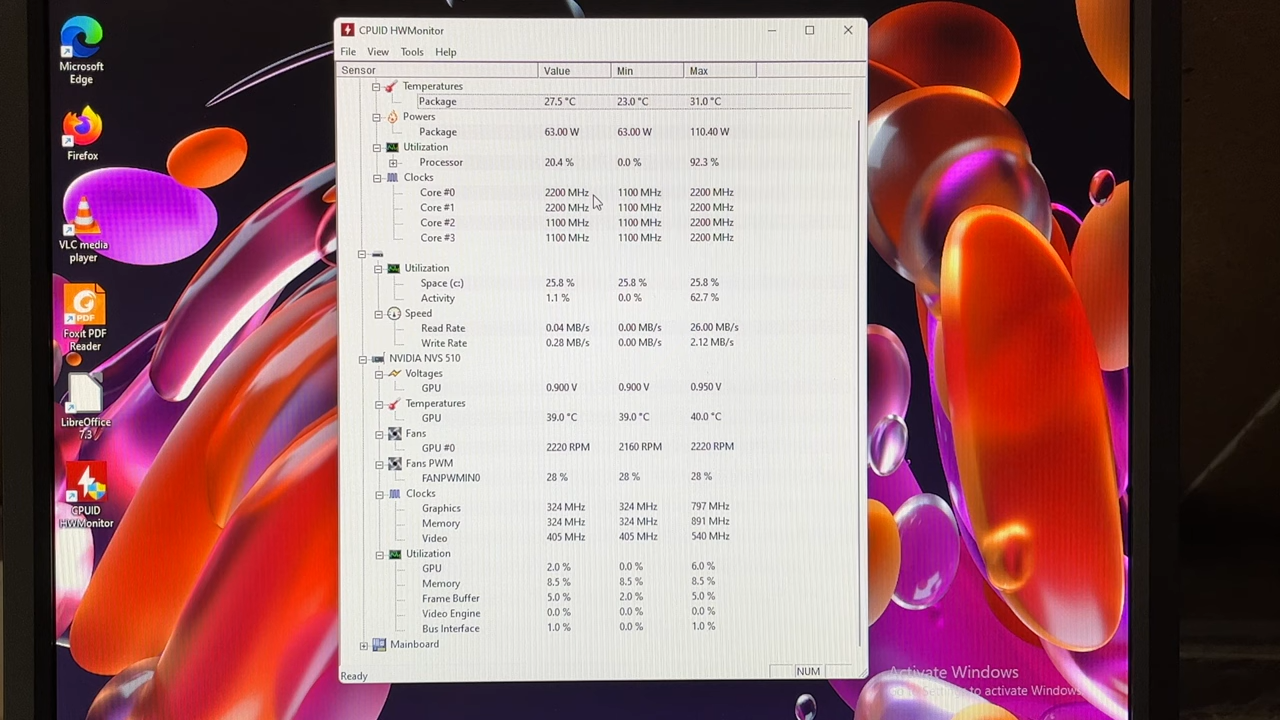 Microsoft
Edge
Firefox
VLC media
player
PDF
Foxit PDF
Reader
LibreOffice
7.3
CPUID
HWMonitor
CPUID HWMonitor
File View Tools Help
Sensor Value Min Max
Temperatures
Package 27.5 °C 23.0 °C 31.0 °C
Powers
Package 63.00 W 63.00 W 110.40 W
Utilization
Processor 20.4 % 0.0 % 92.3 %
Clocks
Core #0 2200 MHz 1100 MHz 2200 MHz
Core #1 2200 MHz 1100 MHz 2200 MHz
Core #2 1100 MHz 1100 MHz 2200 MHz
Core #3 1100 MHz 1100 MHz 2200 MHz
Utilization
Space (c:) 25.8 % 25.8 % 25.8 %
Activity 1.1 % 0.0 % 62.7 %
Speed
Read Rate 0.04 MB/s 0.00 MB/s 26.00 MB/s
Write Rate 0.28 MB/s 0.00 MB/s 2.12 MB/s
NVIDIA NVS 510
Voltages
GPU 0.900 V 0.900 V 0.950 V
Temperatures
GPU 39.0 °C 39.0 °C 40.0 °C
Fans
GPU #0 2220 RPM 2160 RPM 2220 RPM
Fans PWM
FANPWMIN0 28 % 28 % 28 %
Clocks
Graphics 324 MHz 324 MHz 797 MHz
Memory 324 MHz 324 MHz 891 MHz
Video 405 MHz 405 MHz 540 MHz
Utilization
GPU 2.0 % 0.0 % 6.0 %
Memory 8.5 % 8.5 % 8.5 %
Frame Buffer 5.0 % 2.0 % 5.0 %
Video Engine 0.0 % 0.0 % 0.0 %
Bus Interface 1.0 % 0.0 % 1.0 %
Mainboard
Ready NUM
Activate Windows
Go to Settings to activate Windows.